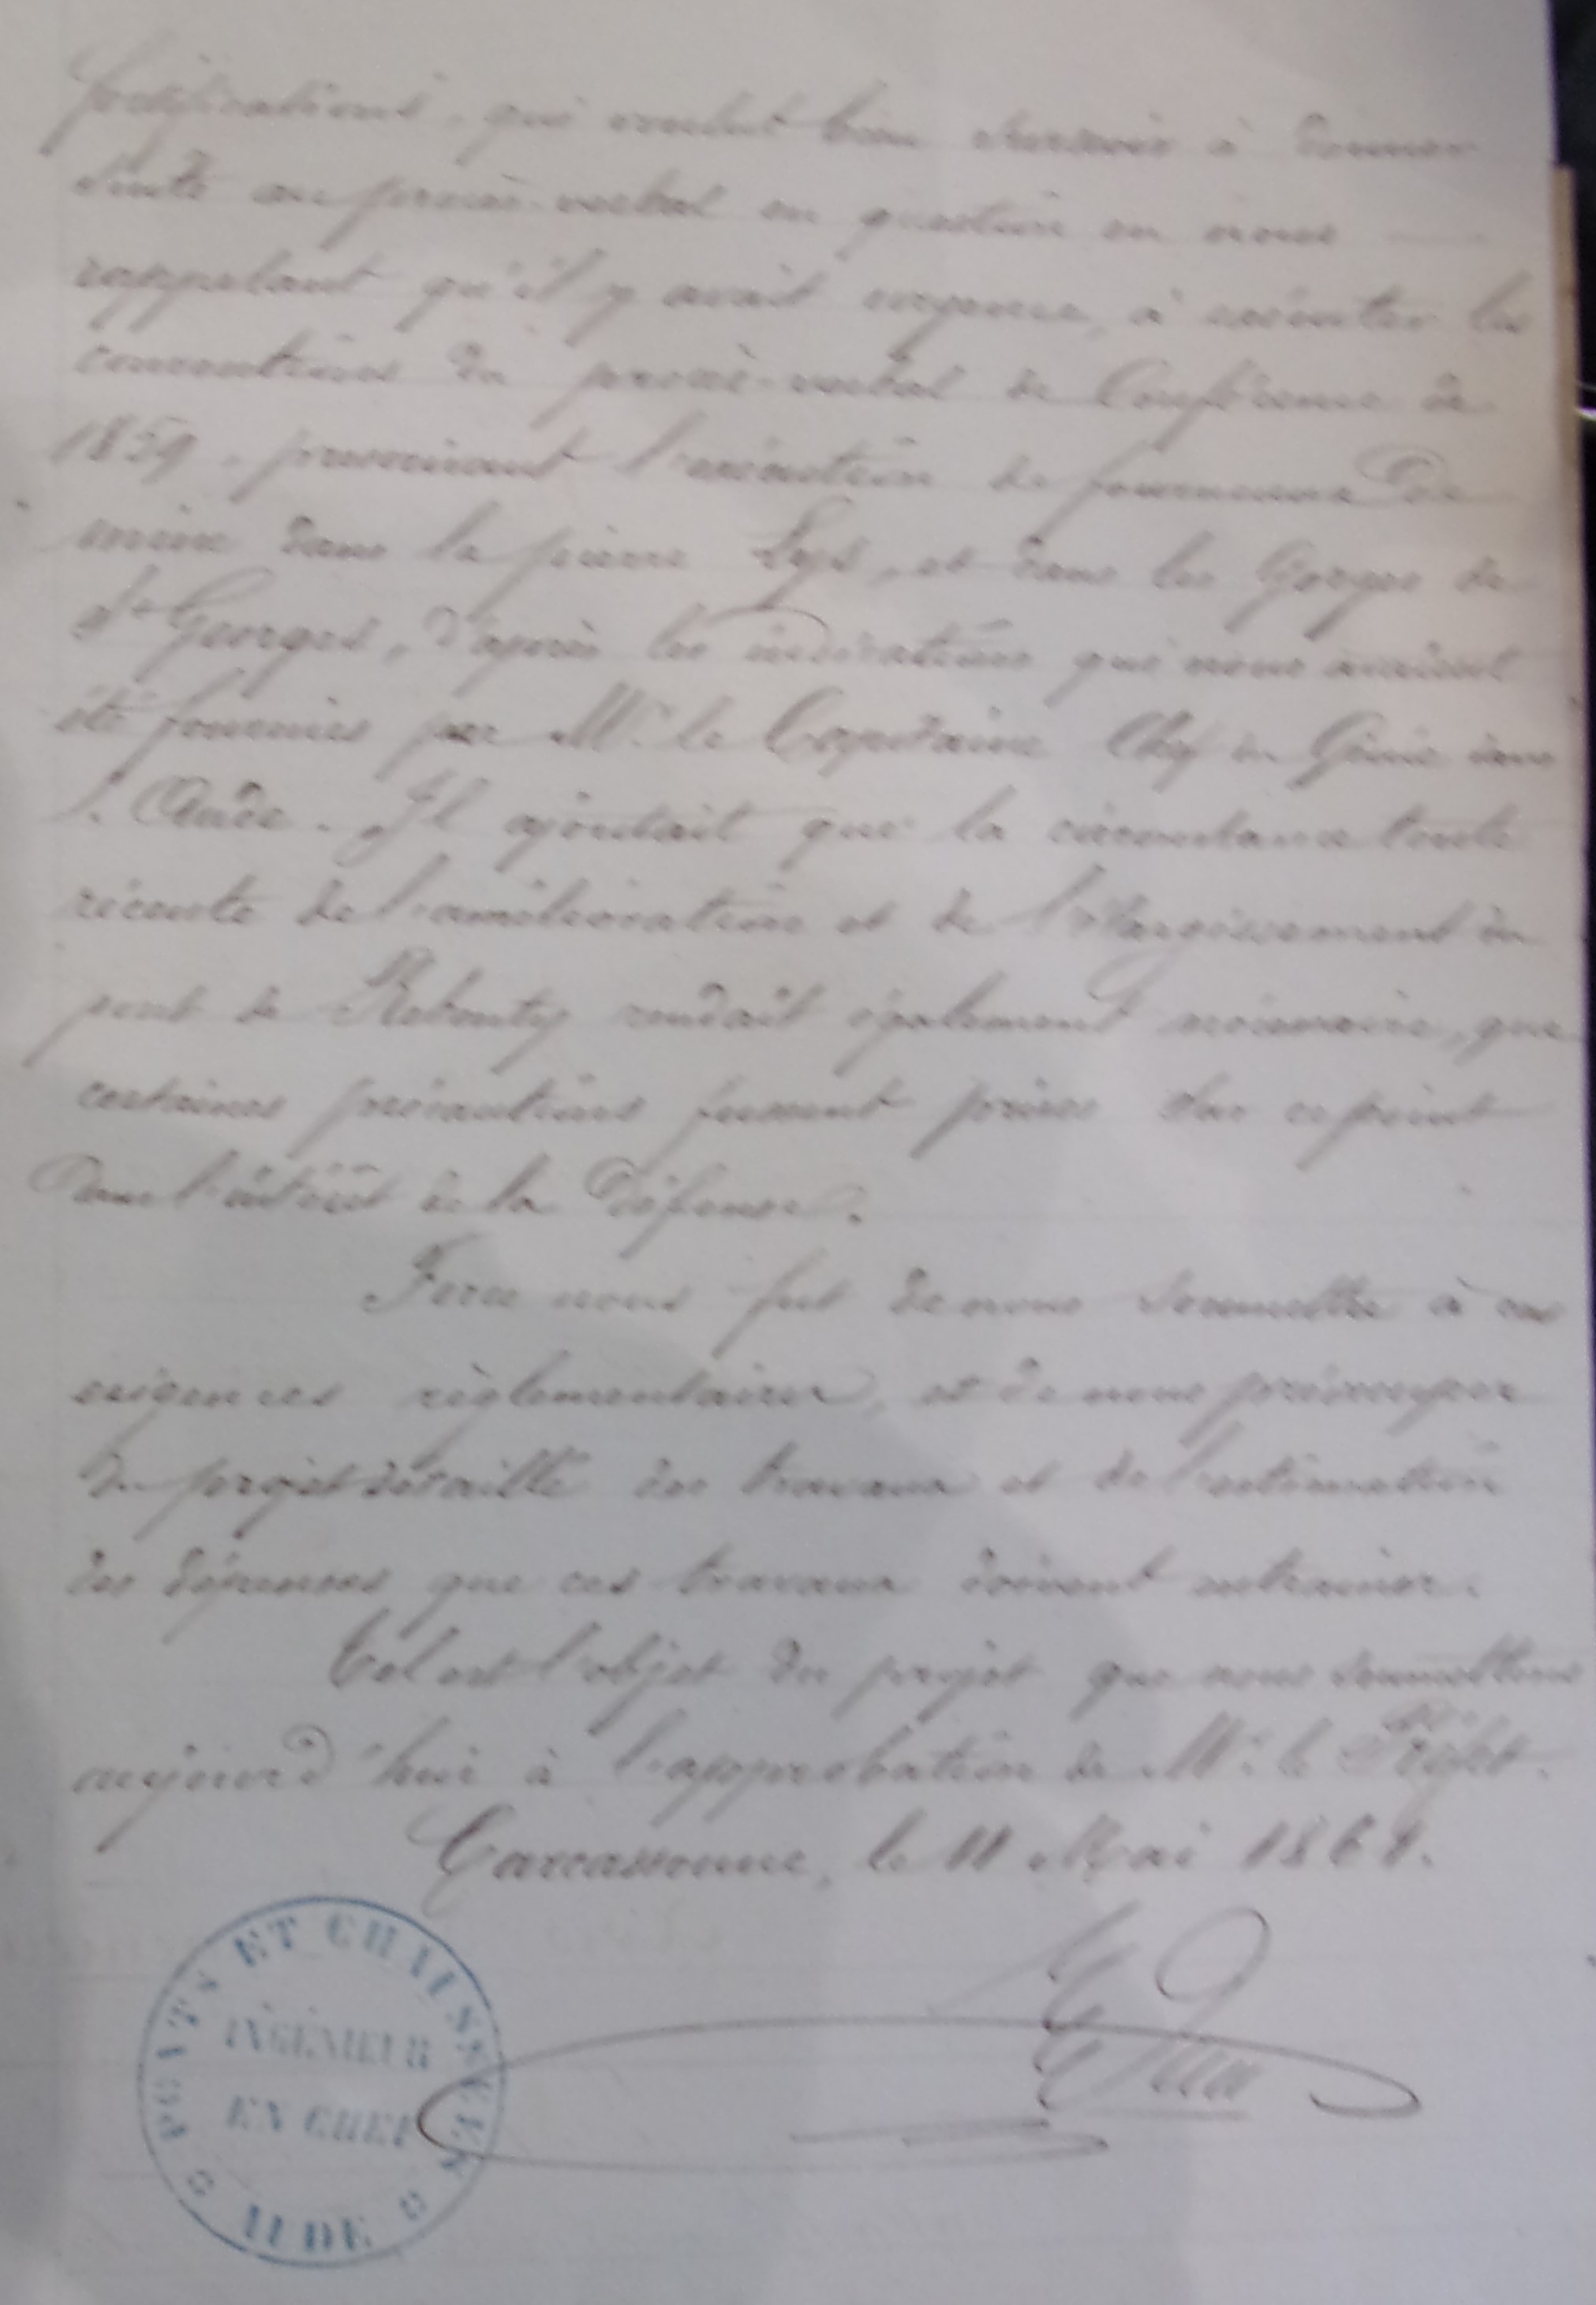 fortifications, qui voulut bien surseoir à donner
suite au procès-verbal en question en nous
rappelant qu'il y avait urgence, à exécuter les
conventions du procès-verbal de Conférence de
1859, prescrivant l'exécution de fourneaux de
mine dans la pierre Lys, et dans les Gorges de
St Georges, d'après les indications que nous avaient
été fournies par Mr. le Capitaine Chef du Génie dans
l'Aude. Il ajoutait que la circonstance toute
récente de l'amélioration et de l'élargissement du
pont de Rebenty rendait également nécessaire, que
certaines précautions fussent prises sur ce point
dans l'intérêt de la défense.
Force nous fut de nous soumettre à ces
exigences règlementaires, et de nous préoccuper
du projet détaillé des travaux et de l'estimation
des dépenses que ces travaux doivent entrainer.
Tel est l'objet du projet que nous soumettons
aujourd'hui à l'approbation de Mr. le Préfet.
Carcassonne, le 11 Mai 1861.
PONTS ET CHAUSSÉES
INGÉNIEUR
EN CHEF
AUDE